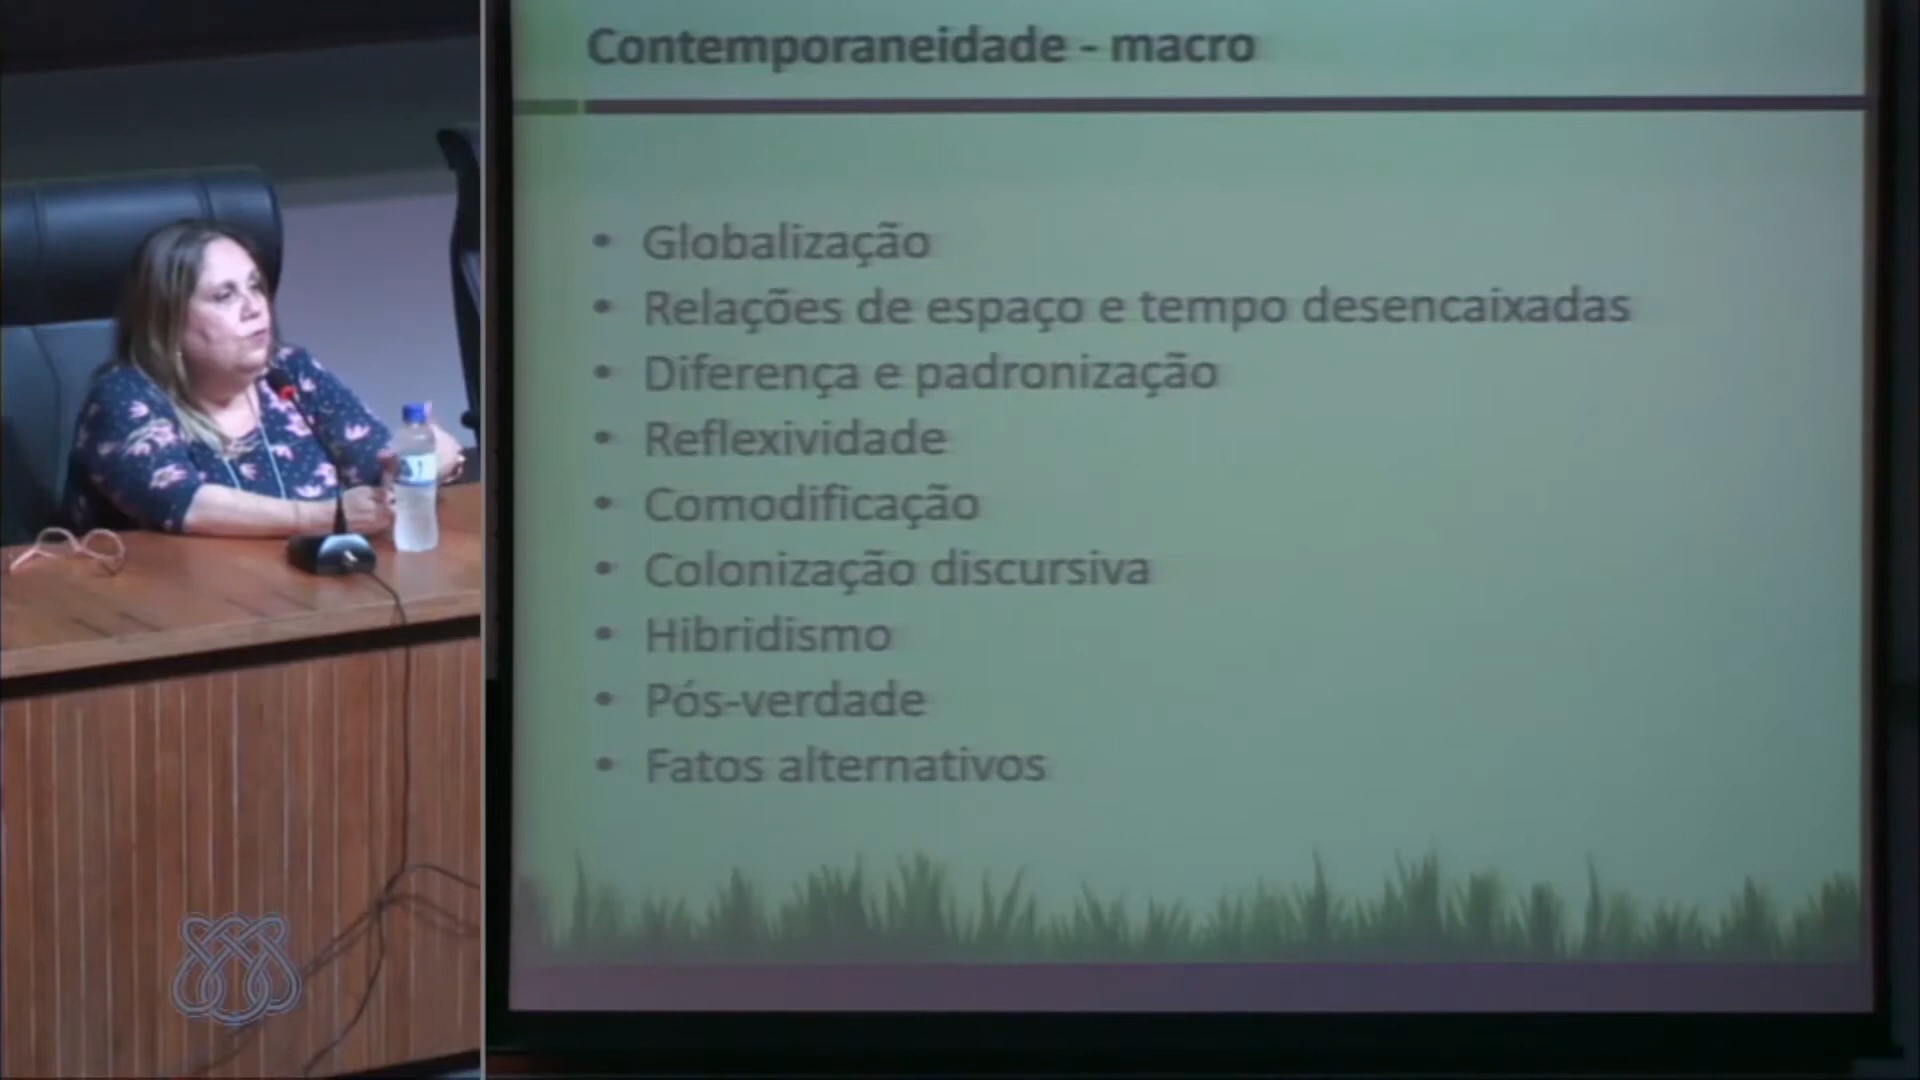 Contemporaneidade - macro
• Globalização
• Relações de espaço e tempo desencaixadas
• Diferença e padronização
• Reflexividade
• Comodificação
• Colonização discursiva
• Hibridismo
• Pós-verdade
• Fatos alternativos